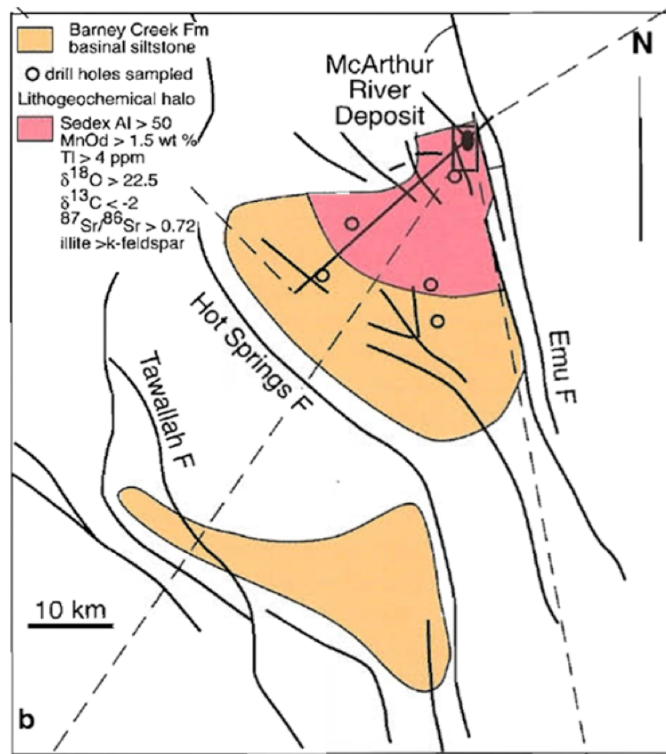 Barney Creek Fm
basinal siltstone
drill holes sampled
Lithogeochemical halo
Sedex AI > 50
MnOd > 1.5 wt %
Tl > 4 ppm
δ¹⁸O > 22.5
δ¹³C < -2
⁸⁷Sr/⁸⁶Sr > 0.72
illite >k-feldspar
McArthur
River
Deposit
N
Hot Springs F
Emu F
Tawallah F
10 km
b